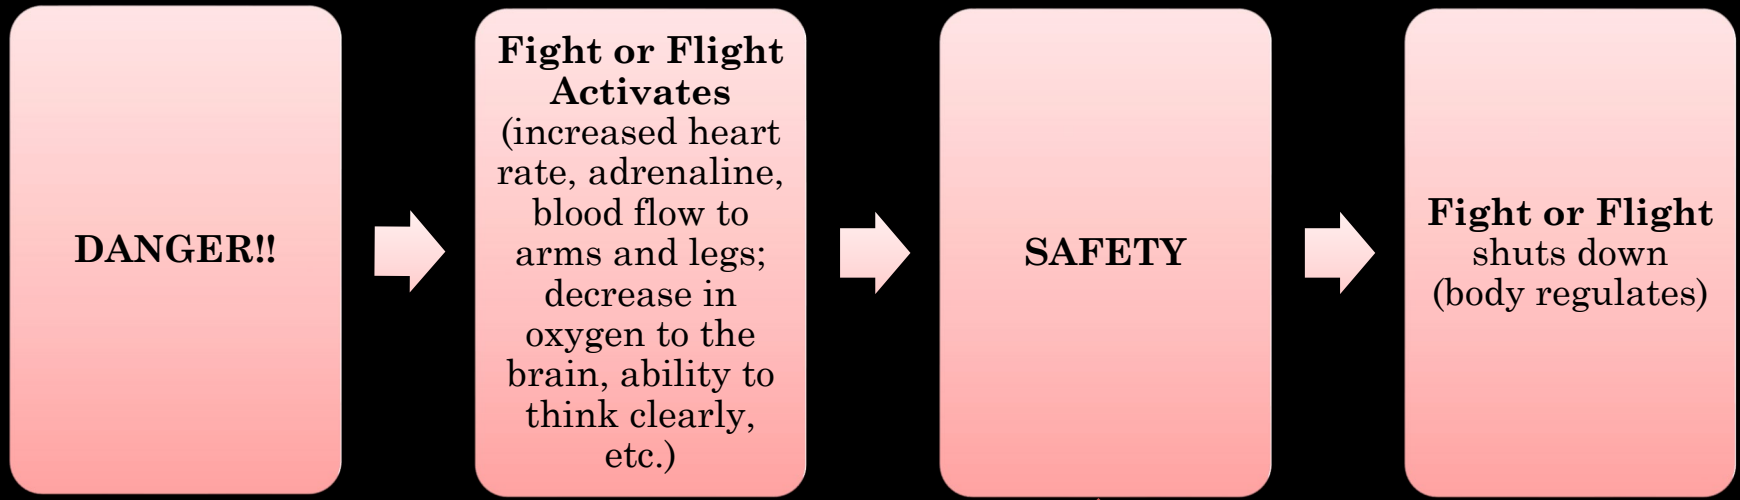 DANGER!!
Fight or Flight
Activates
(increased heart
rate, adrenaline,
blood flow to
arms and legs;
decrease in
oxygen to the
brain, ability to
think clearly,
etc.)
SAFETY
Fight or Flight
shuts down
(body regulates)